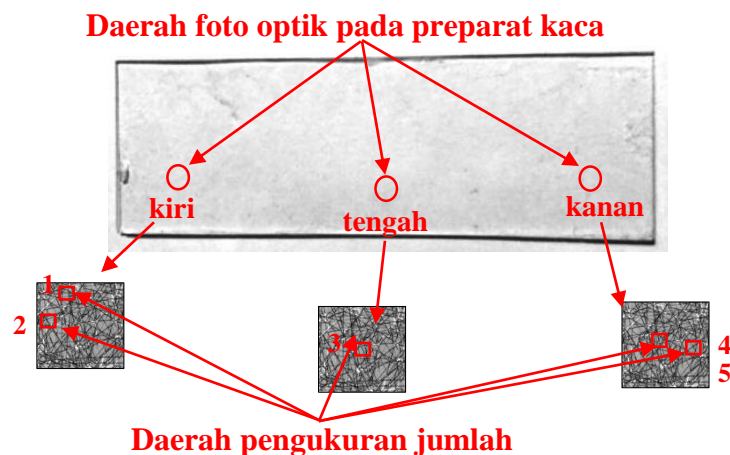 Daerah foto optik pada preparat kaca
kiri
tengah
kanan
1
2
3
4
5
Daerah pengukuran jumlah